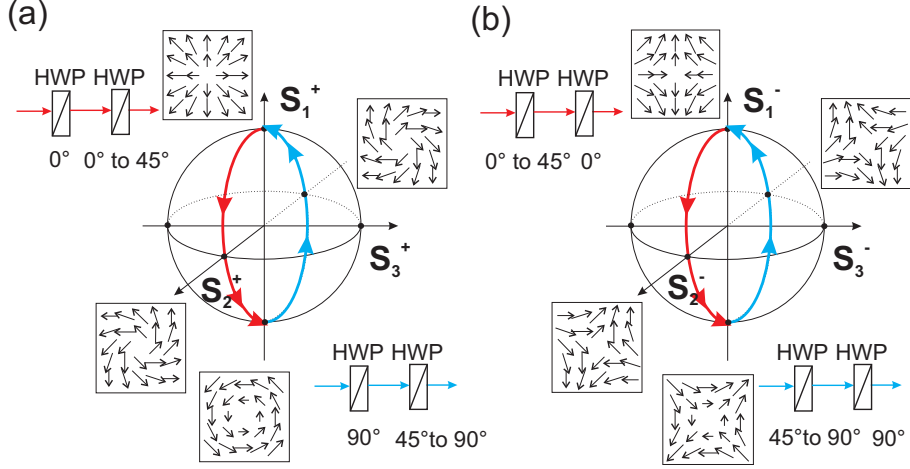 (a)
HWP HWP
0° 0° to 45°
S₁⁺
S₃⁺
S₂⁺
HWP HWP
90° 45°to 90°
(b)
HWP HWP
0° to 45° 0°
S₁⁻
S₃⁻
S₂⁻
HWP HWP
45°to 90° 90°